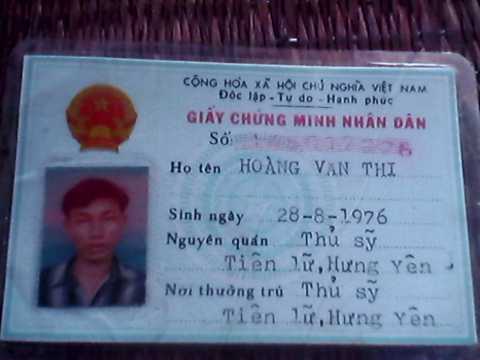 CỘNG HÒA XÃ HỘI CHỦ NGHĨA VIỆT NAM
Độc lập - Tự do - Hạnh phúc
GIẤY CHỨNG MINH NHÂN DÂN
Số
Họ tên HOÀNG VĂN THI
Sinh ngày 28-8-1976
Nguyên quán Thủ sỹ
Tiên lữ, Hưng Yên
Nơi thường trú Thủ sỹ
Tiên lữ, Hưng Yên